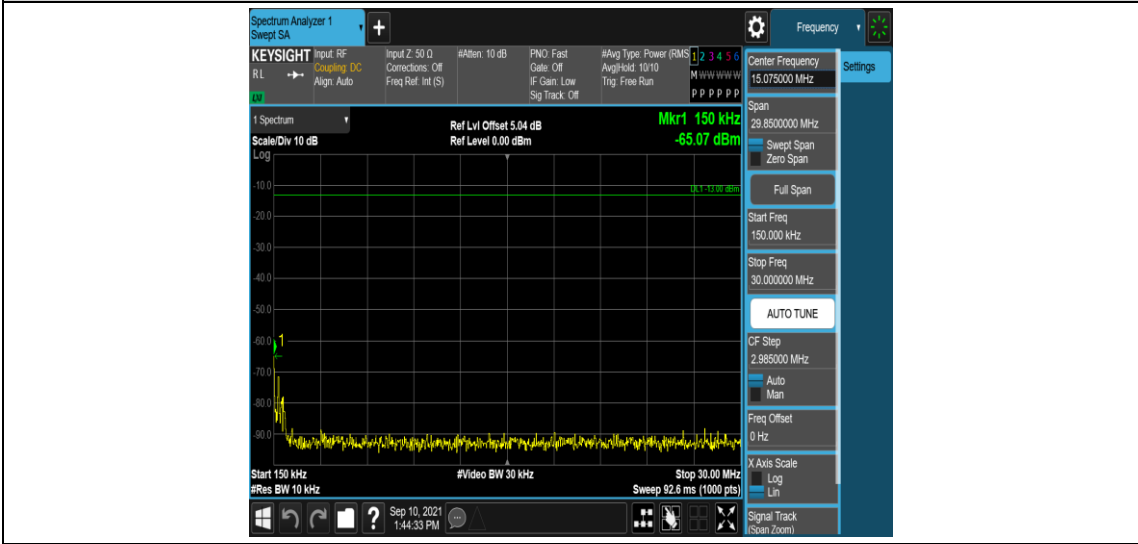 Spectrum Analyzer 1
Swept SA
+
Frequency
KEYSIGHT
RL
Input: RF
Coupling: DC
Align: Auto
Input Z: 50 Ω
Corrections: Off
Freq Ref: Int (S)
#Atten: 10 dB
PNO: Fast
Gate: Off
IF Gain: Low
Sig Track: Off
#Avg Type: Power (RMS
Avg|Hold: 10/10
Trig: Free Run
1 2 3 4 5 6
M W W W W W
P P P P P P
1 Spectrum
Scale/Div 10 dB
Log
Ref Lvl Offset 5.04 dB
Ref Level 0.00 dBm
Mkr1 150 kHz
-65.07 dBm
DL1 -13.00 dBm
-10.0
-20.0
-30.0
-40.0
-50.0
-60.0
1
-70.0
-80.0
-90.0
Start 150 kHz
#Res BW 10 kHz
#Video BW 30 kHz
Stop 30.00 MHz
Sweep 92.6 ms (1000 pts)
?
Sep 10, 2021
1:44:33 PM
Center Frequency
15.075000 MHz
Settings
Span
29.8500000 MHz
Swept Span
Zero Span
Full Span
Start Freq
150.000 kHz
Stop Freq
30.000000 MHz
AUTO TUNE
CF Step
2.985000 MHz
Auto
Man
Freq Offset
0 Hz
X Axis Scale
Log
Lin
Signal Track
(Span Zoom)